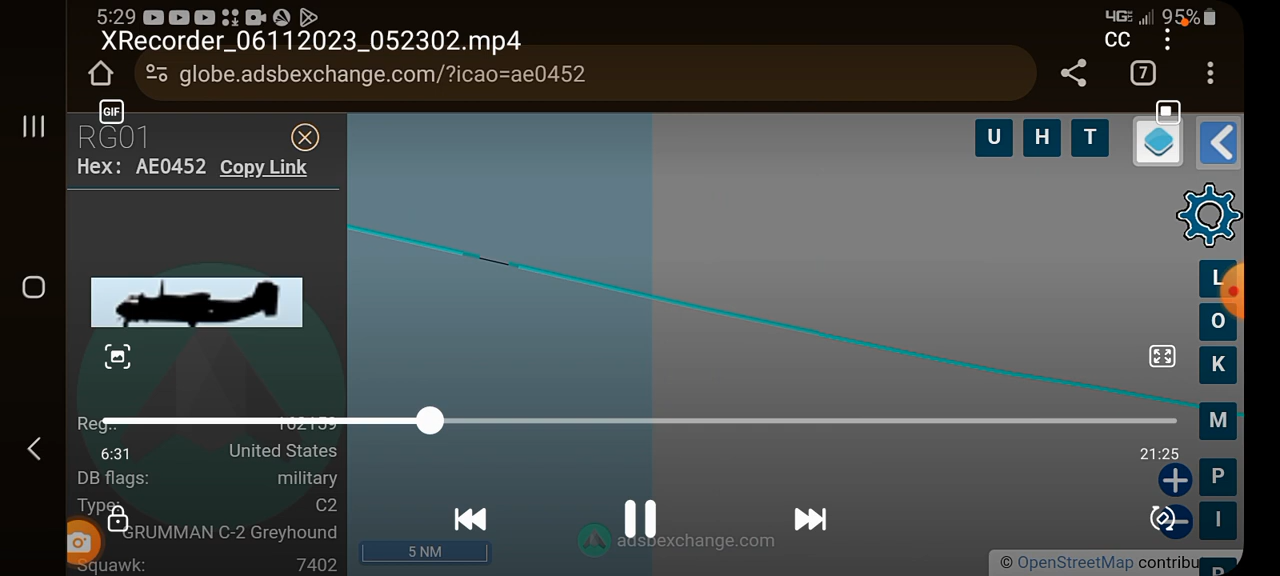 5:29
4G
95%
XRecorder_06112023_052302.mp4
CC
globe.adsbexchange.com/?icao=ae0452
7
GIF
RG01
Hex: AE0452 Copy Link
U H T
L
O
K
M
P
I
Reg.: 162159
6:31
21:25
United States
DB flags: military
Type: C2
GRUMMAN C-2 Greyhound
Squawk: 7402
5 NM
adsbexchange.com
© OpenStreetMap contribu